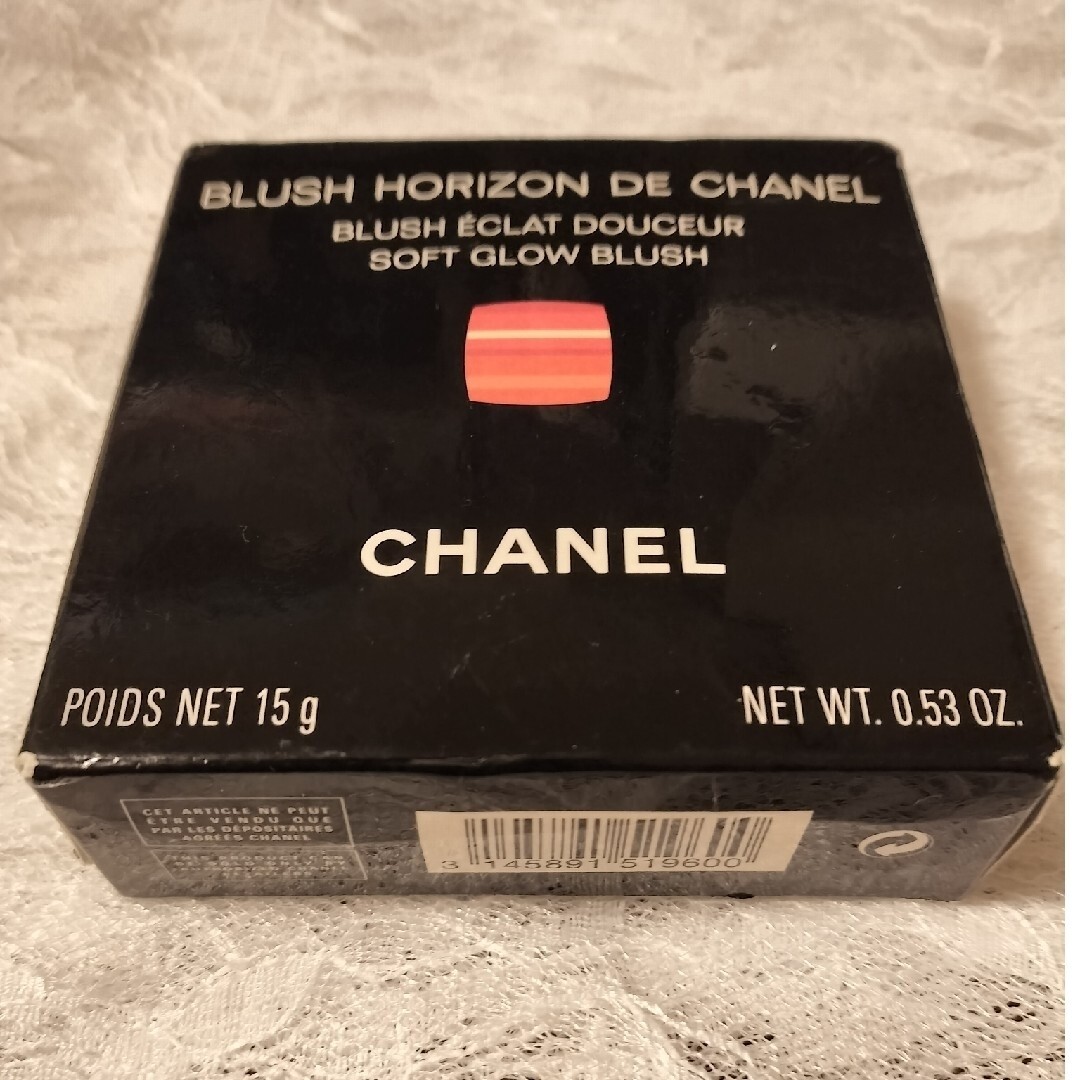 BLUSH HORIZON DE CHANEL
BLUSH ÉCLAT DOUCEUR
SOFT GLOW BLUSH
CHANEL
POIDS NET 15 g
NET WT. 0.53 OZ.
CET ARTICLE NE PEUT
ÊTRE VENDU QUE
PAR LES DÉPOSITAIRES
AGRÉÉS CHANEL
3 145891 519600